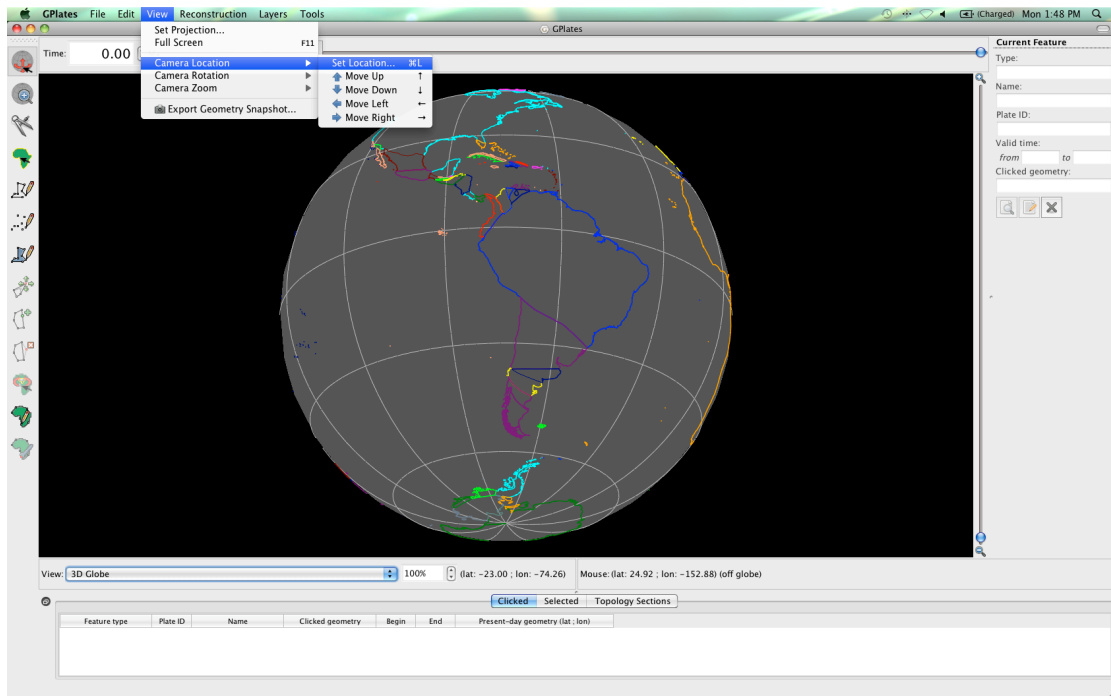 GPlates File Edit View Reconstruction Layers Tools (Charged) Mon 1:48 PM
GPlates
Set Projection...
Full Screen F11
Camera Location
Camera Rotation
Camera Zoom
Export Geometry Snapshot...
Set Location... ⌘L
Move Up ↑
Move Down ↓
Move Left ←
Move Right →
Time: 0.00
Current Feature
Type:
Name:
Plate ID:
Valid time:
from to
Clicked geometry:
View: 3D Globe 100% (lat: -23.00 ; lon: -74.26) Mouse: (lat: 24.92 ; lon: -152.88) (off globe)
Clicked Selected Topology Sections
Feature type Plate ID Name Clicked geometry Begin End Present-day geometry (lat ; lon)